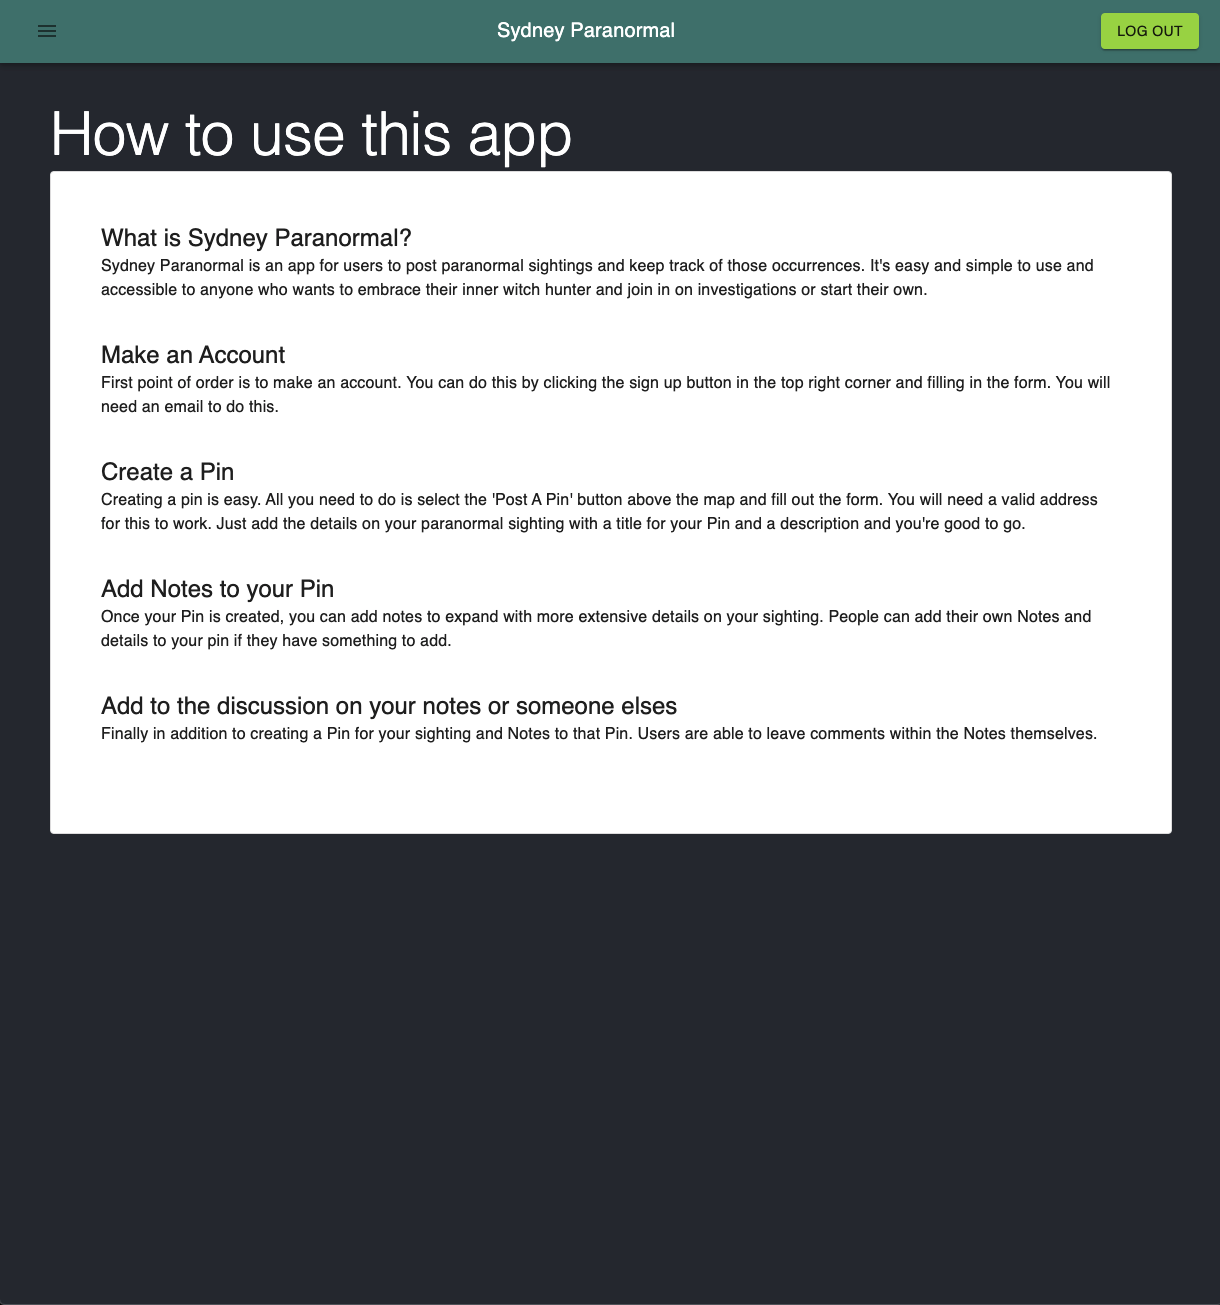 Sydney Paranormal
LOG OUT
How to use this app
What is Sydney Paranormal?
Sydney Paranormal is an app for users to post paranormal sightings and keep track of those occurrences. It's easy and simple to use and
accessible to anyone who wants to embrace their inner witch hunter and join in on investigations or start their own.
Make an Account
First point of order is to make an account. You can do this by clicking the sign up button in the top right corner and filling in the form. You will
need an email to do this.
Create a Pin
Creating a pin is easy. All you need to do is select the 'Post A Pin' button above the map and fill out the form. You will need a valid address
for this to work. Just add the details on your paranormal sighting with a title for your Pin and a description and you're good to go.
Add Notes to your Pin
Once your Pin is created, you can add notes to expand with more extensive details on your sighting. People can add their own Notes and
details to your pin if they have something to add.
Add to the discussion on your notes or someone elses
Finally in addition to creating a Pin for your sighting and Notes to that Pin. Users are able to leave comments within the Notes themselves.